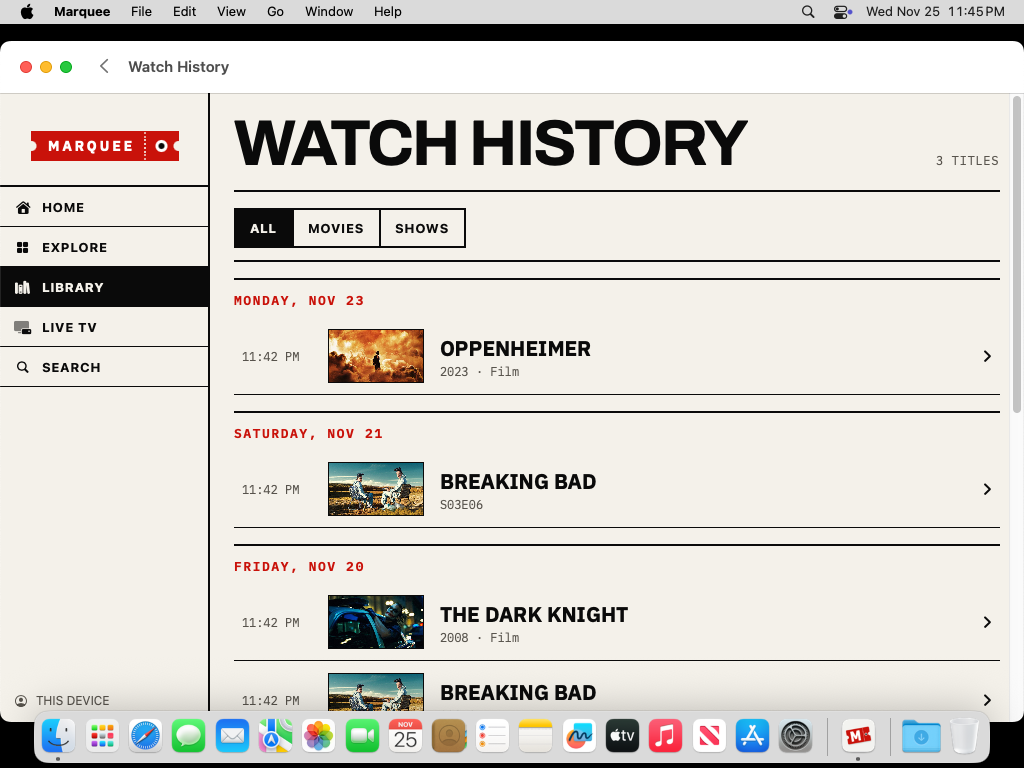 Marquee File Edit View Go Window Help Wed Nov 25 11:45 PM
Watch History
MARQUEE
HOME
EXPLORE
LIBRARY
LIVE TV
SEARCH
THIS DEVICE
WATCH HISTORY
3 TITLES
ALL MOVIES SHOWS
MONDAY, NOV 23
11:42 PM
OPPENHEIMER
2023 · Film
SATURDAY, NOV 21
11:42 PM
BREAKING BAD
S03E06
FRIDAY, NOV 20
11:42 PM
THE DARK KNIGHT
2008 · Film
11:42 PM
BREAKING BAD
NOV
25
tv